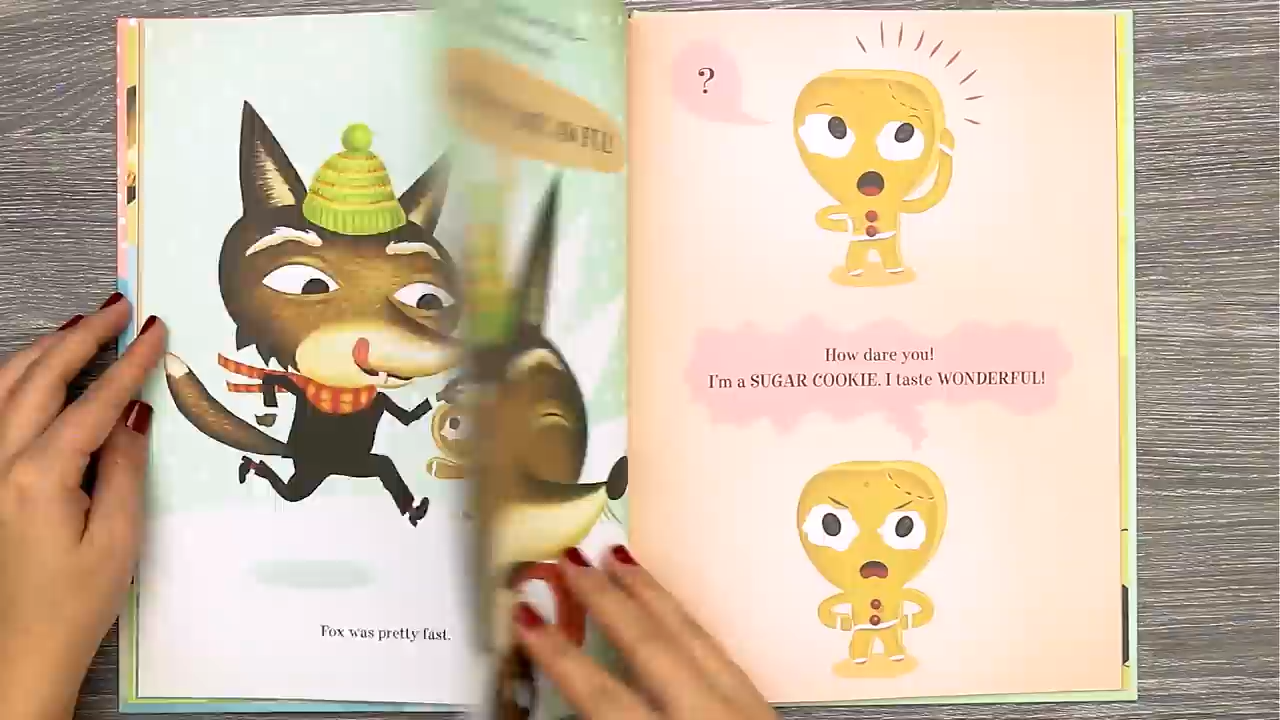 Fox was pretty fast.
?
How dare you!
I'm a SUGAR COOKIE. I taste WONDERFUL!